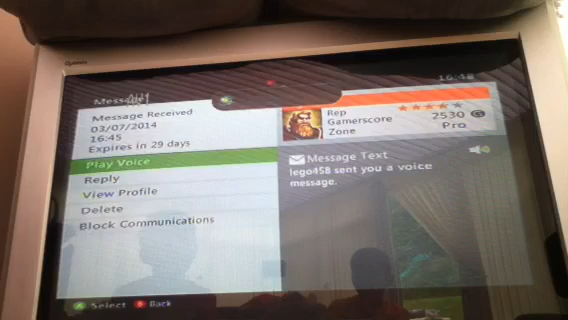 16:48
Message Received
03/07/2014
16:45
Expires in 29 days
Play Voice
Reply
View Profile
Delete
Block Communications
Rep
Gamerscore 2530 G
Zone Pro
Message Text
lego458 sent you a voice
message.
A Select B Back